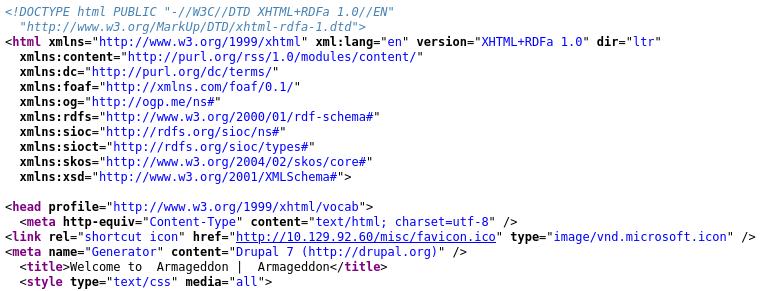 <!DOCTYPE html PUBLIC "-//W3C//DTD XHTML+RDFa 1.0//EN"
  "http://www.w3.org/MarkUp/DTD/xhtml-rdfa-1.dtd">
<html xmlns="http://www.w3.org/1999/xhtml" xml:lang="en" version="XHTML+RDFa 1.0" dir="ltr"
  xmlns:content="http://purl.org/rss/1.0/modules/content/"
  xmlns:dc="http://purl.org/dc/terms/"
  xmlns:foaf="http://xmlns.com/foaf/0.1/"
  xmlns:og="http://ogp.me/ns#"
  xmlns:rdfs="http://www.w3.org/2000/01/rdf-schema#"
  xmlns:sioc="http://rdfs.org/sioc/ns#"
  xmlns:sioct="http://rdfs.org/sioc/types#"
  xmlns:skos="http://www.w3.org/2004/02/skos/core#"
  xmlns:xsd="http://www.w3.org/2001/XMLSchema#">

<head profile="http://www.w3.org/1999/xhtml/vocab">
  <meta http-equiv="Content-Type" content="text/html; charset=utf-8" />
<link rel="shortcut icon" href="http://10.129.92.60/misc/favicon.ico" type="image/vnd.microsoft.icon" />
<meta name="Generator" content="Drupal 7 (http://drupal.org)" />
  <title>Welcome to  Armageddon |  Armageddon</title>
  <style type="text/css" media="all">